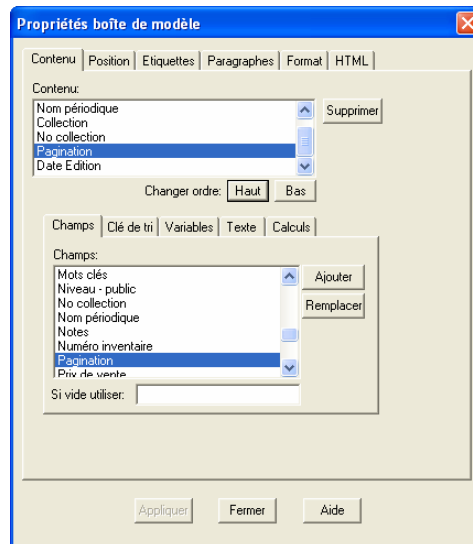 Propriétés boîte de modèle
Contenu Position Etiquettes Paragraphes Format HTML
Contenu:
Nom périodique
Collection
No collection
Pagination
Date Edition
Supprimer
Changer ordre: Haut Bas
Champs Clé de tri Variables Texte Calculs
Champs:
Mots clés
Niveau - public
No collection
Nom périodique
Notes
Numéro inventaire
Pagination
Prix de vente
Ajouter
Remplacer
Si vide utiliser:
Appliquer Fermer Aide